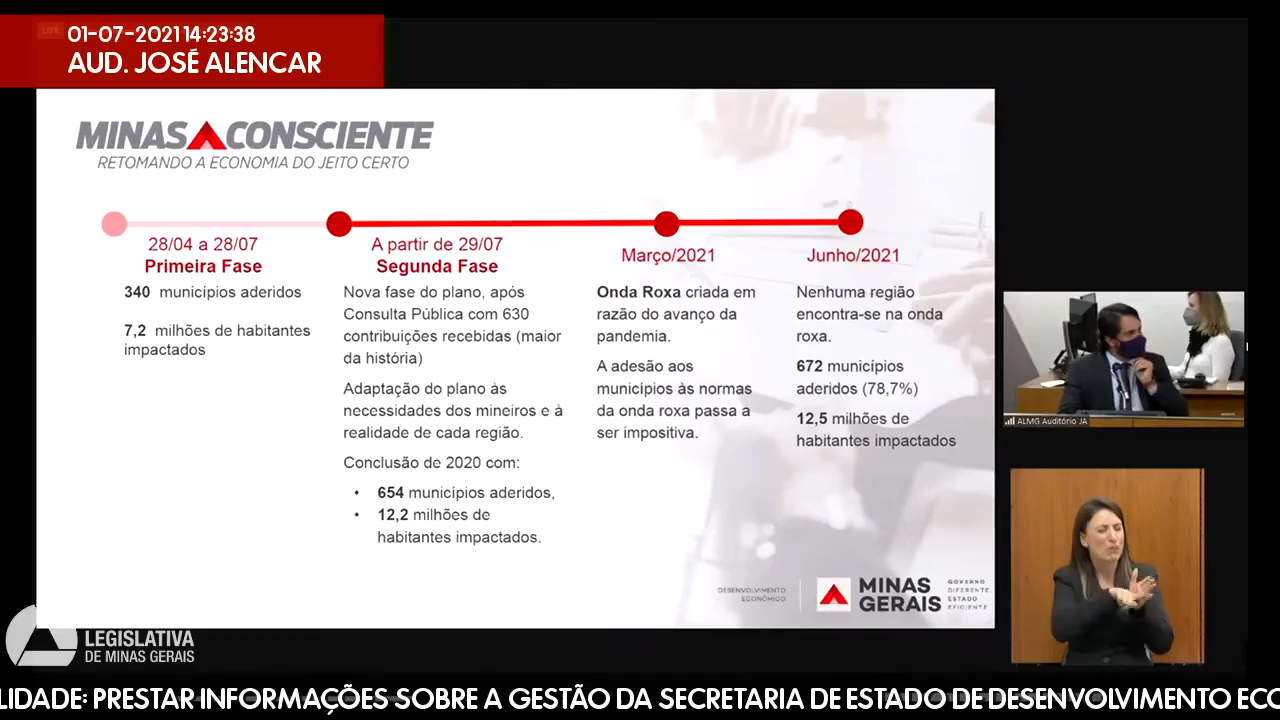 LIVE
01-07-2021 14:23:38
AUD. JOSÉ ALENCAR
MINAS CONSCIENTE
RETOMANDO A ECONOMIA DO JEITO CERTO
28/04 a 28/07
Primeira Fase
340 municípios aderidos
7,2 milhões de habitantes
impactados
A partir de 29/07
Segunda Fase
Nova fase do plano, após
Consulta Pública com 630
contribuições recebidas (maior
da história)
Adaptação do plano às
necessidades dos mineiros e à
realidade de cada região.
Conclusão de 2020 com:
• 654 municípios aderidos,
• 12,2 milhões de
habitantes impactados.
Março/2021
Onda Roxa criada em
razão do avanço da
pandemia.
A adesão aos
municípios às normas
da onda roxa passa a
ser impositiva.
Junho/2021
Nenhuma região
encontra-se na onda
roxa.
672 municípios
aderidos (78,7%)
12,5 milhões de
habitantes impactados
DESENVOLVIMENTO
ECONÔMICO
MINAS
GERAIS
GOVERNO
DIFERENTE.
ESTADO
EFICIENTE.
ALMG Auditório JA
LEGISLATIVA
DE MINAS GERAIS
LIDADE: PRESTAR INFORMAÇÕES SOBRE A GESTÃO DA SECRETARIA DE ESTADO DE DESENVOLVIMENTO ECO